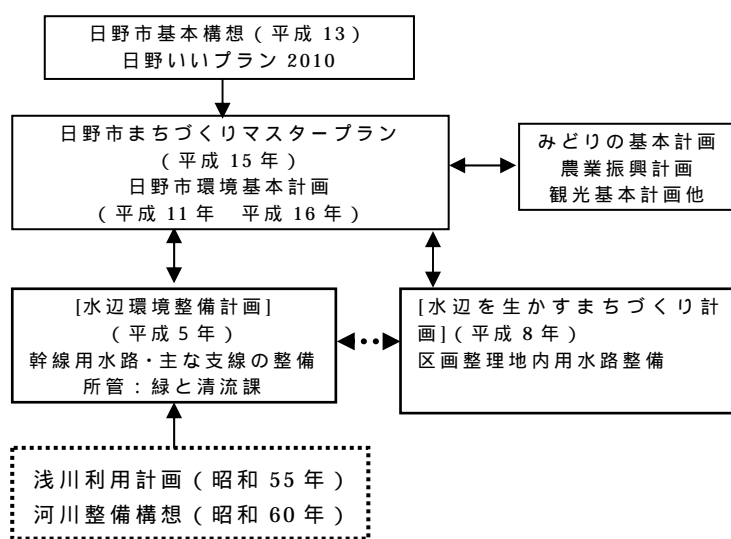 日野市基本構想(平成 13)
日野いいプラン 2010
日野市まちづくりマスタープラン
(平成 15年)
日野市環境基本計画
(平成 11年 平成 16年)
みどりの基本計画
農業振興計画
観光基本計画他
[水辺環境整備計画]
(平成 5年)
幹線用水路・主な支線の整備
所管:緑と清流課
[水辺を生かすまちづくり計
画](平成 8年)
区画整理地内用水路整備
浅川利用計画(昭和 55年)
河川整備構想(昭和 60年)